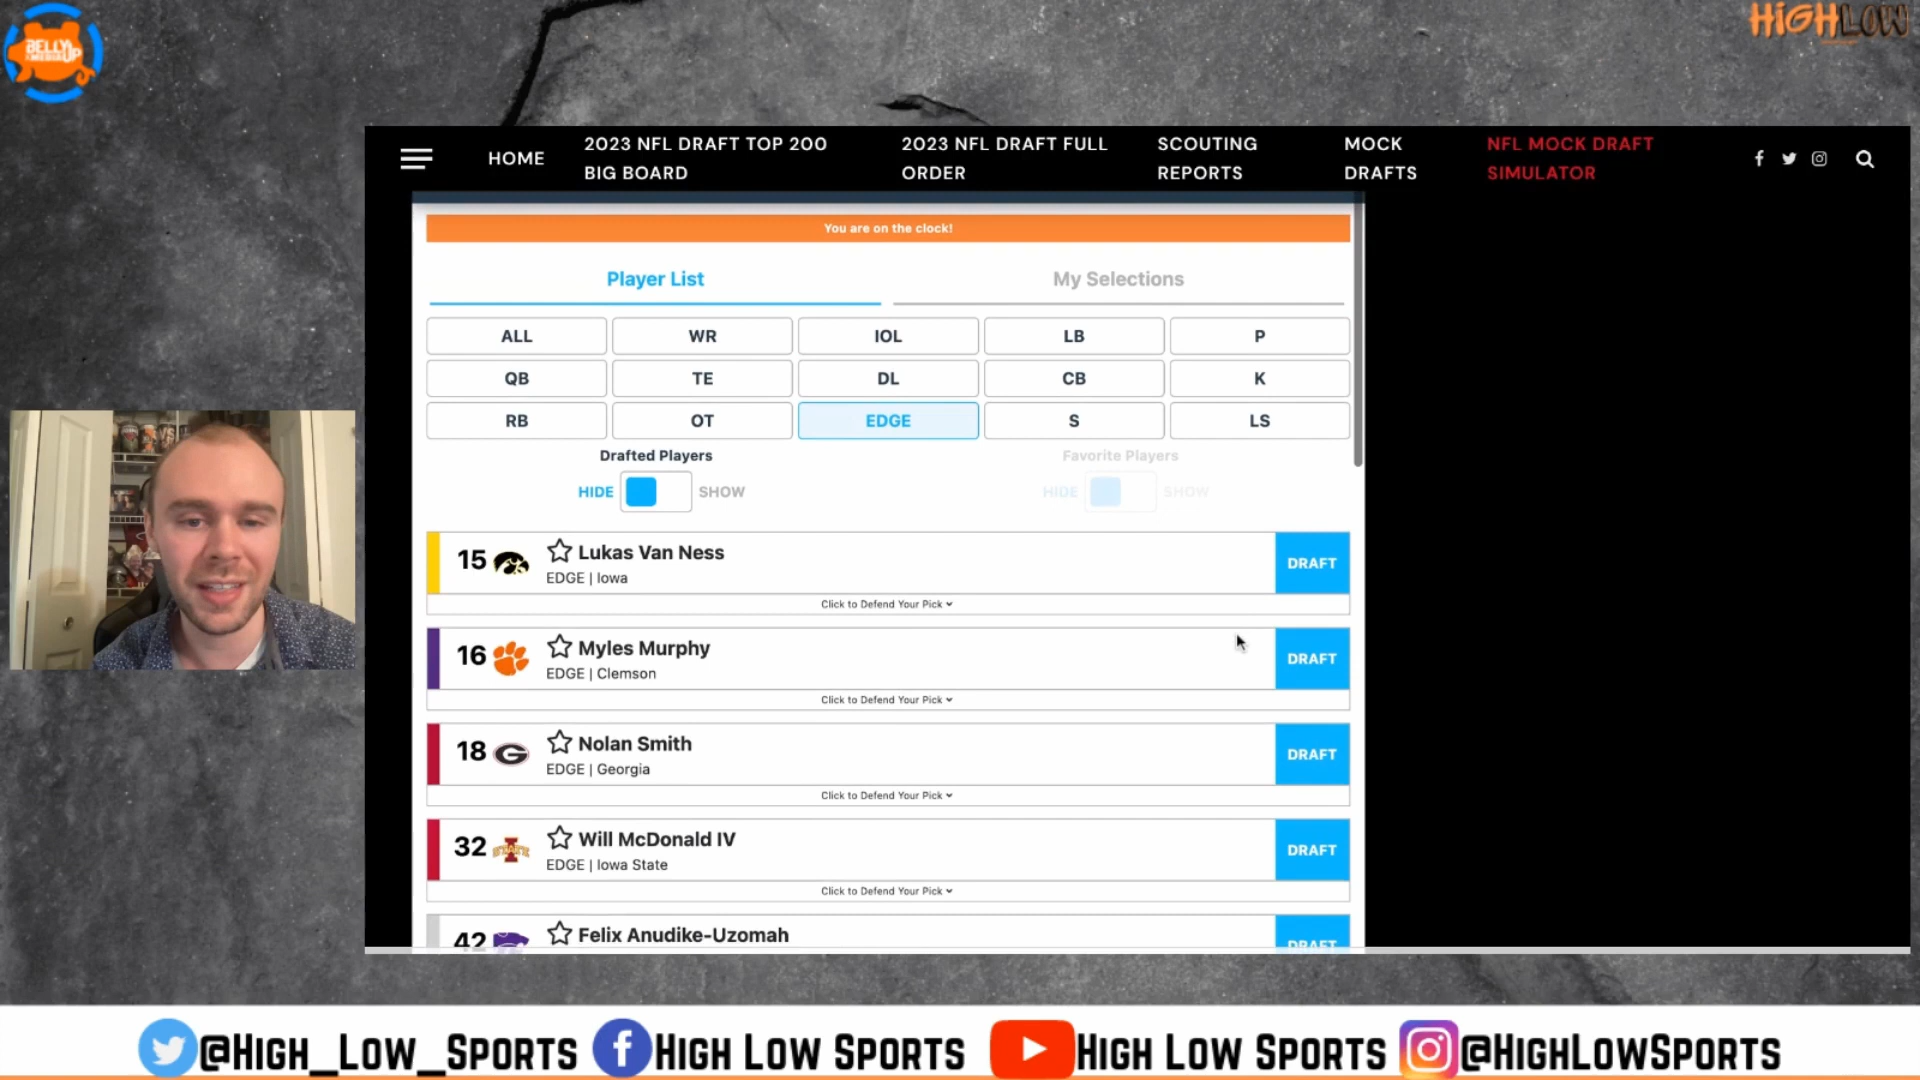 BELLY UP
MEDIA
HIGHLOW
HOME
2023 NFL DRAFT TOP 200
BIG BOARD
2023 NFL DRAFT FULL
ORDER
SCOUTING
REPORTS
MOCK
DRAFTS
NFL MOCK DRAFT
SIMULATOR
You are on the clock!
Player List
My Selections
ALL
WR
IOL
LB
P
QB
TE
DL
CB
K
RB
OT
EDGE
S
LS
Drafted Players
Favorite Players
HIDE
SHOW
HIDE
SHOW
15
Lukas Van Ness
EDGE | Iowa
DRAFT
Click to Defend Your Pick
16
Myles Murphy
EDGE | Clemson
DRAFT
Click to Defend Your Pick
18
G
Nolan Smith
EDGE | Georgia
DRAFT
Click to Defend Your Pick
32
STATE
Will McDonald IV
EDGE | Iowa State
DRAFT
Click to Defend Your Pick
42
Felix Anudike-Uzomah
DRAFT
@High_Low_Sports
High Low Sports
High Low Sports
@HighLowSports